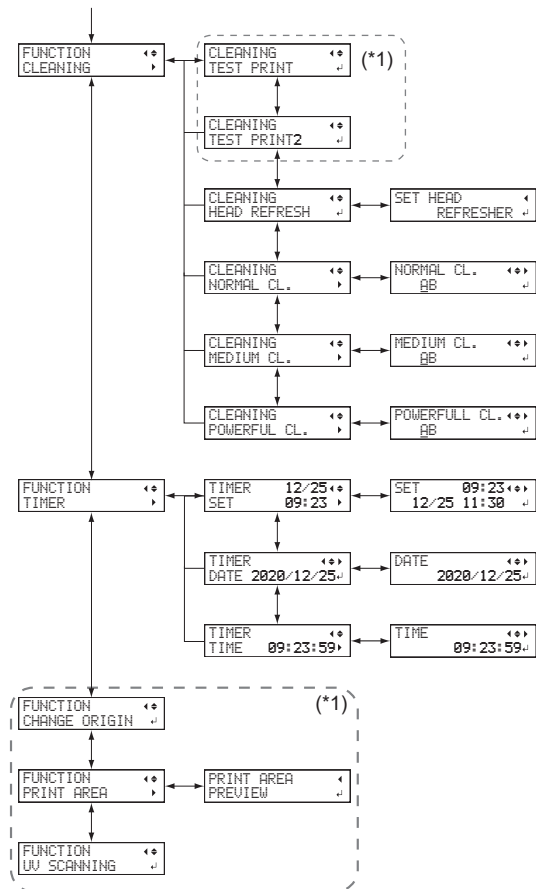 FUNCTION
CLEANING
CLEANING
TEST PRINT
(*1)
CLEANING
TEST PRINT2
CLEANING
HEAD REFRESH
SET HEAD
REFRESHER
CLEANING
NORMAL CL.
NORMAL CL.
AB
CLEANING
MEDIUM CL.
MEDIUM CL.
AB
CLEANING
POWERFUL CL.
POWERFULL CL.
AB
FUNCTION
TIMER
TIMER 12/25
SET 09:23
SET 09:23
12/25 11:30
TIMER
DATE 2020/12/25
DATE
2020/12/25
TIMER
TIME 09:23:59
TIME
09:23:59
(*1)
FUNCTION
CHANGE ORIGIN
FUNCTION
PRINT AREA
PRINT AREA
PREVIEW
FUNCTION
UV SCANNING